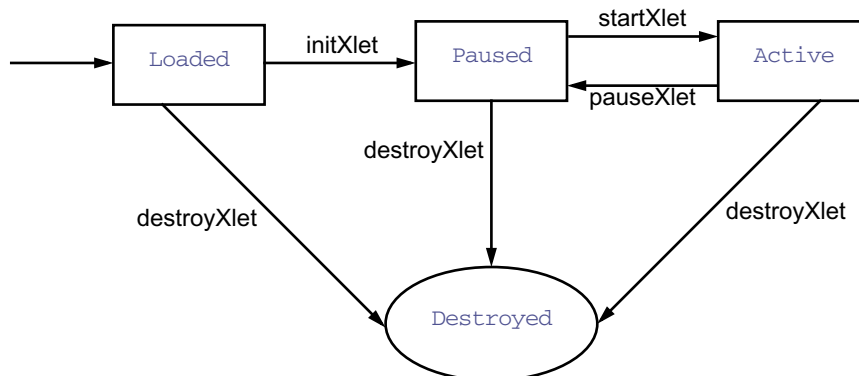 startXlet
Loaded
initXlet
Paused
Active
pauseXlet
destroyXlet
destroyXlet
destroyXlet
Destroyed